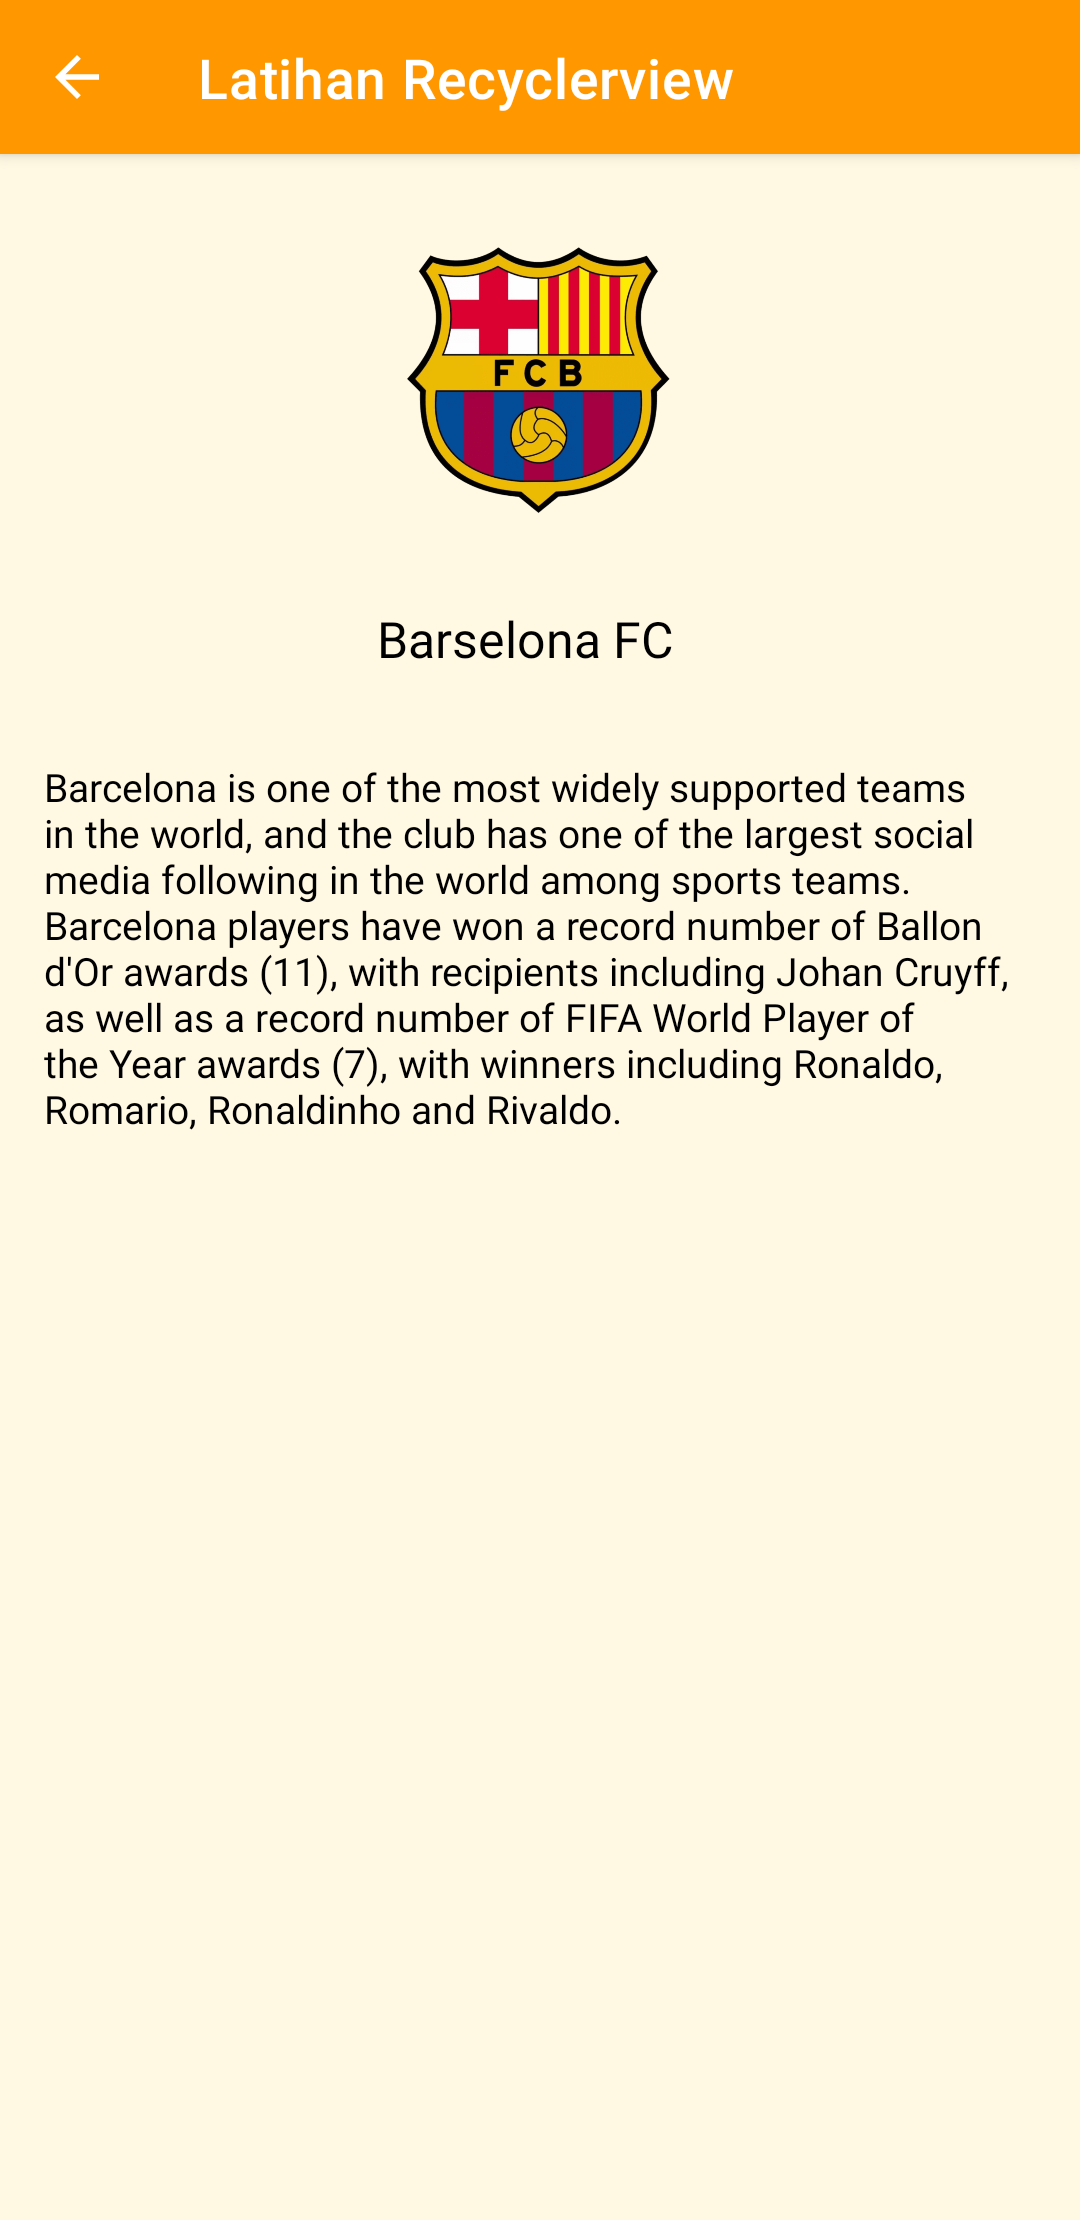 Latihan Recyclerview
FCB
Barselona FC
Barcelona is one of the most widely supported teams
in the world, and the club has one of the largest social
media following in the world among sports teams.
Barcelona players have won a record number of Ballon
d'Or awards (11), with recipients including Johan Cruyff,
as well as a record number of FIFA World Player of
the Year awards (7), with winners including Ronaldo,
Romario, Ronaldinho and Rivaldo.